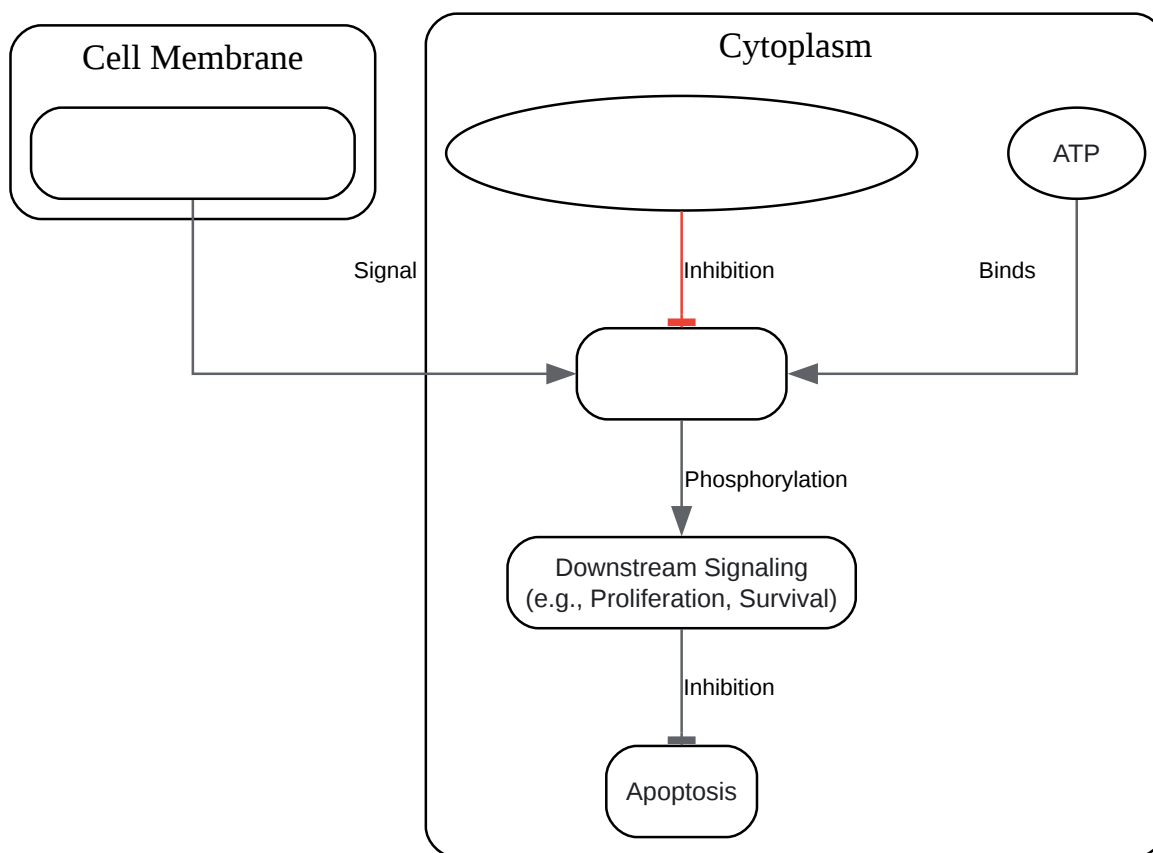 Cell Membrane
Cytoplasm
ATP
Signal
Inhibition
Binds
Phosphorylation
Downstream Signaling
(e.g., Proliferation, Survival)
Inhibition
Apoptosis